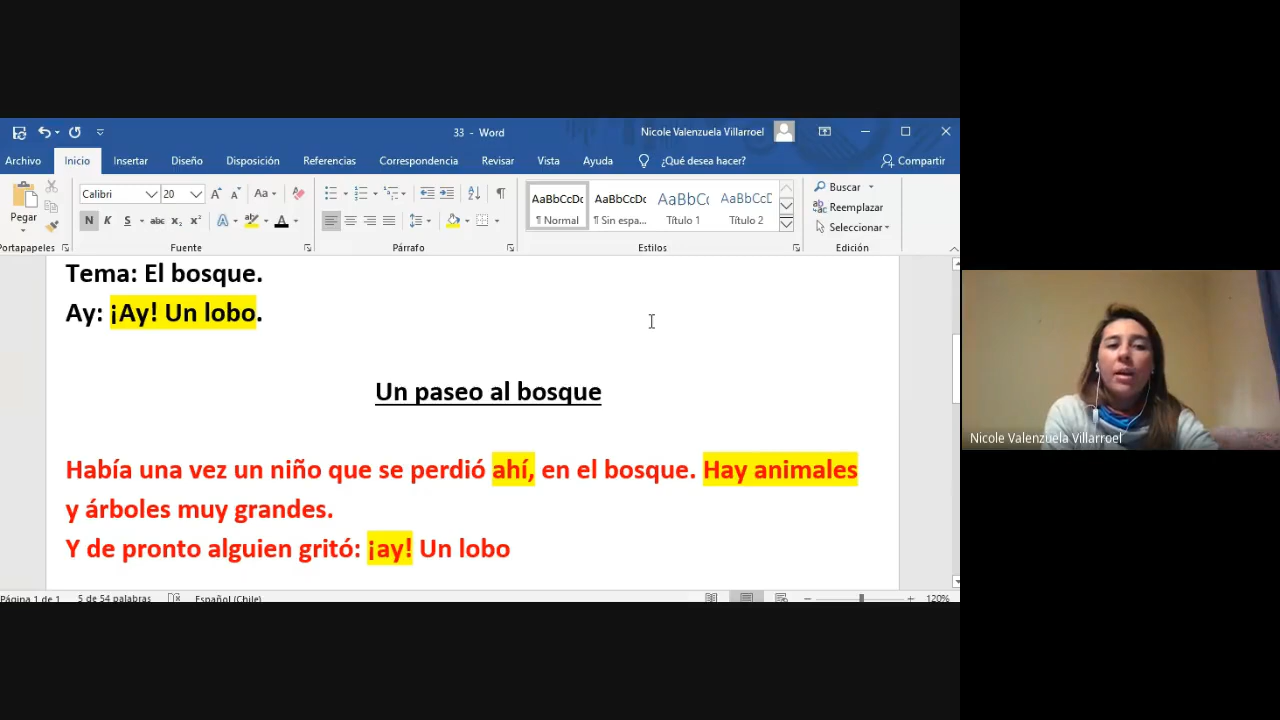 33 - Word
Nicole Valenzuela Villarroel
Archivo Inicio Insertar Diseño Disposición Referencias Correspondencia Revisar Vista Ayuda ¿Qué desea hacer? Compartir
Pegar
Calibri 20
AaBbCcDc AaBbCcDc AaBbCc AaBbCcD
¶ Normal ¶ Sin espa... Título 1 Título 2
Buscar
Reemplazar
Seleccionar
Portapapeles Fuente Párrafo Estilos Edición
Tema: El bosque.
Ay: ¡Ay! Un lobo.
Un paseo al bosque
Había una vez un niño que se perdió ahí, en el bosque. Hay animales
y árboles muy grandes.
Y de pronto alguien gritó: ¡ay! Un lobo
Página 1 de 1 5 de 54 palabras Español (Chile) 120%
Nicole Valenzuela Villarroel